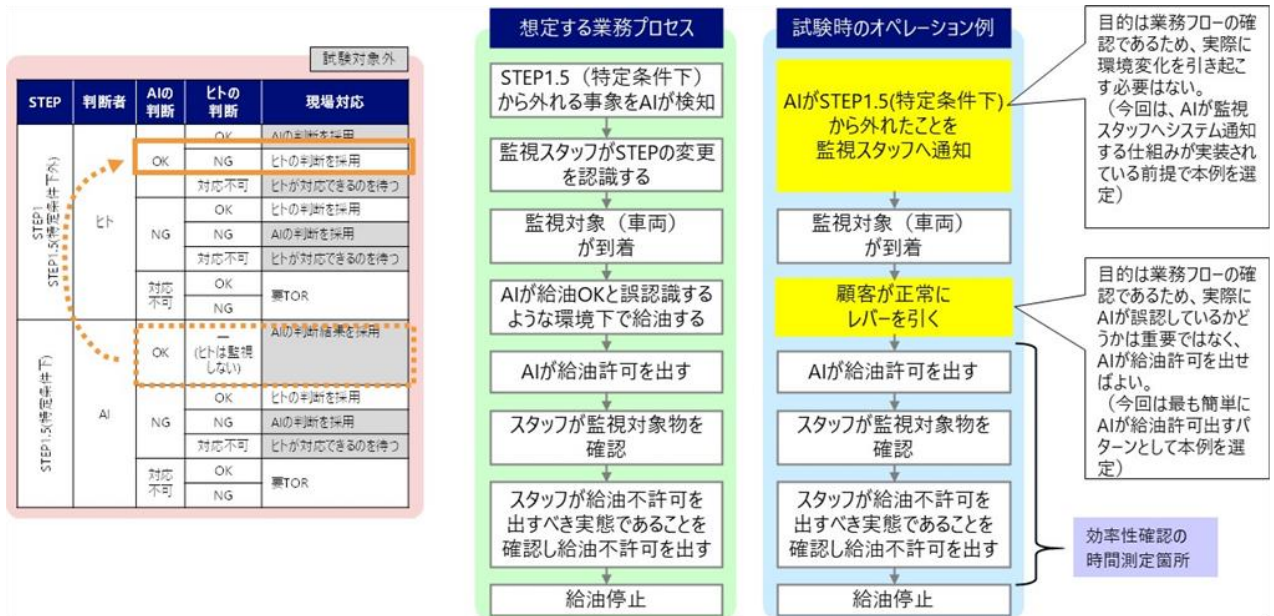 試験対象外
STEP
判断者
AIの
判断
ヒトの
判断
現場対応
STEP1
STEP1.5(特定条件下外)
ヒト
OK
OK
AIの判断を採用
NG
ヒトの判断を採用
対応不可
ヒトが対応できるのを待つ
NG
OK
ヒトの判断を採用
NG
AIの判断を採用
対応不可
ヒトが対応できるのを待つ
対応
不可
OK
NG
要TOR
STEP1.5(特定条件下)
AI
OK
ー
(ヒトは監視
しない)
AIの判断結果を採用
NG
OK
ヒトの判断を採用
NG
AIの判断を採用
対応不可
ヒトが対応できるのを待つ
対応
不可
OK
NG
要TOR
想定する業務プロセス
STEP1.5（特定条件下）
から外れる事象をAIが検知
監視スタッフがSTEPの変更
を認識する
監視対象（車両）
が到着
AIが給油OKと誤認識する
ような環境下で給油する
AIが給油許可を出す
スタッフが監視対象物を
確認
スタッフが給油不許可を
出すべき実態であることを
確認し給油不許可を出す
給油停止
試験時のオペレーション例
AIがSTEP1.5(特定条件下)
から外れたことを
監視スタッフへ通知
監視対象（車両）
が到着
顧客が正常に
レバーを引く
AIが給油許可を出す
スタッフが監視対象物を
確認
スタッフが給油不許可を
出すべき実態であることを
確認し給油不許可を出す
給油停止
目的は業務フローの確
認であるため、実際に
環境変化を引き起こ
す必要はない。
（今回は、AIが監視
スタッフへシステム通知
する仕組みが実装され
ている前提で本例を選
定）
目的は業務フローの確
認であるため、実際に
AIが誤認しているかど
うかは重要ではなく、
AIが給油許可を出せ
ばよい。
（今回は最も簡単に
AIが給油許可出すパ
ターンとして本例を選
定）
効率性確認の
時間測定箇所